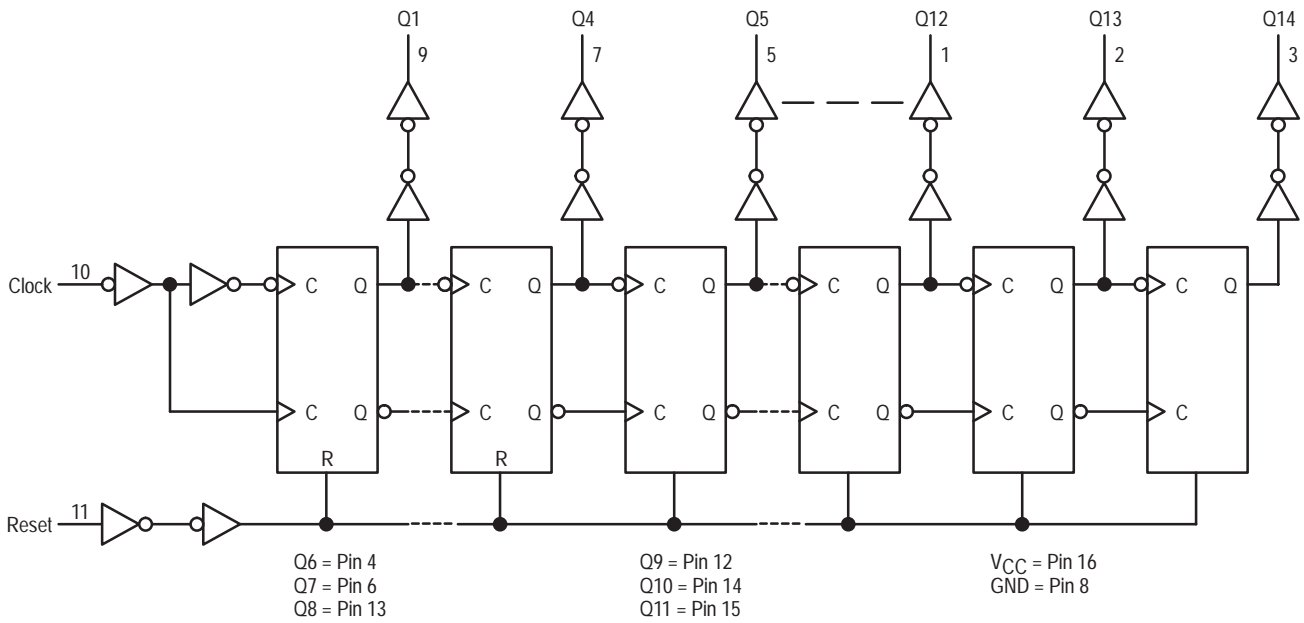 Q1 Q4 Q5 Q12 Q13 Q14
9 7 5 1 2 3
Clock 10 C Q C Q C Q C Q C Q C Q
C Q C Q C Q C Q C Q C
R R
Reset 11
Q6 = Pin 4
Q7 = Pin 6
Q8 = Pin 13
Q9 = Pin 12
Q10 = Pin 14
Q11 = Pin 15
VCC = Pin 16
GND = Pin 8